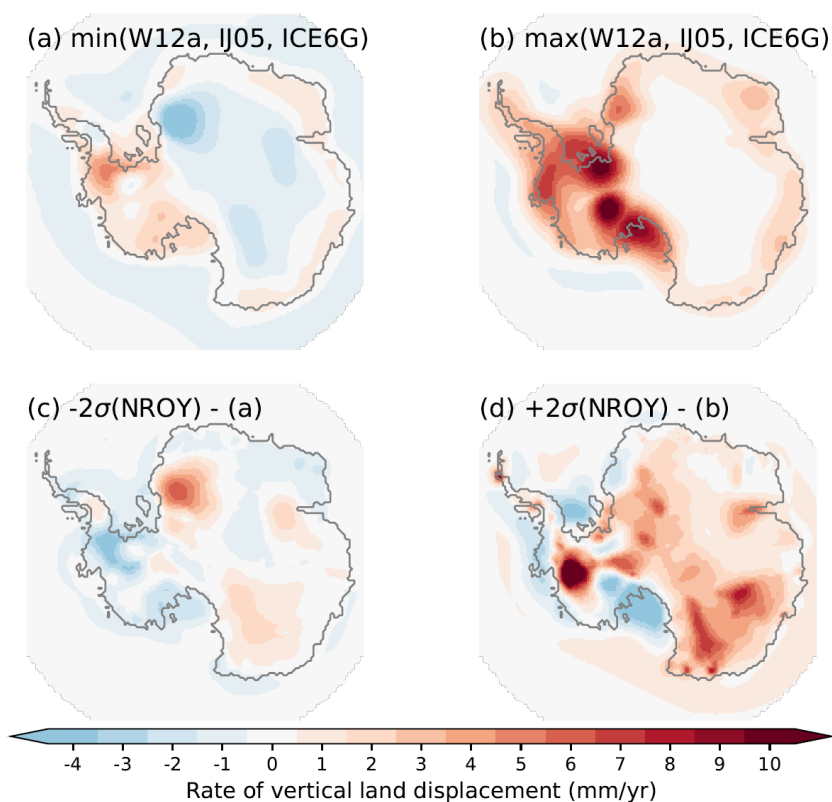 (a) min(W12a, IJ05, ICE6G)
(b) max(W12a, IJ05, ICE6G)
(c) -2σ(NROY) - (a)
(d) +2σ(NROY) - (b)
-4 -3 -2 -1 0 1 2 3 4 5 6 7 8 9 10
Rate of vertical land displacement (mm/yr)